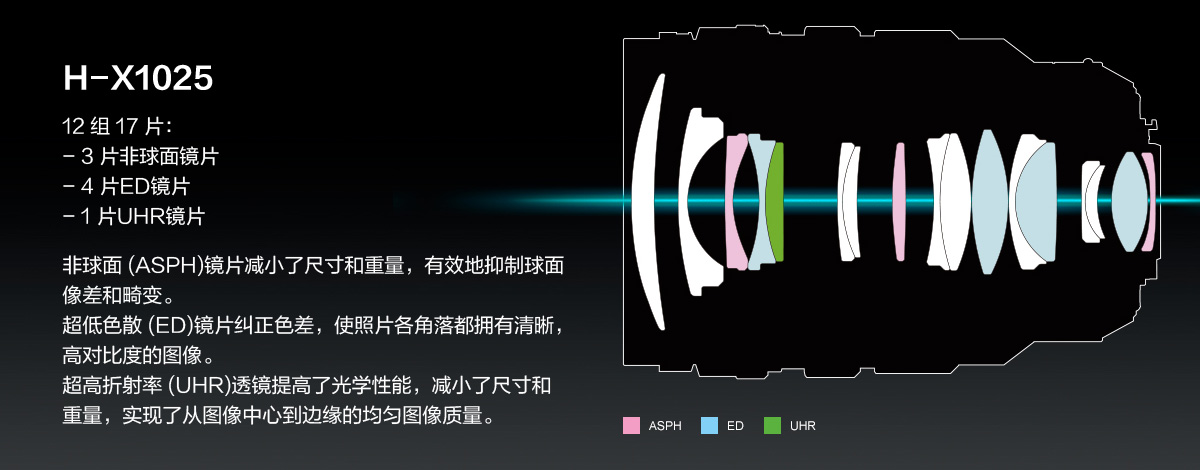 H-X1025
12 组 17 片：
- 3 片非球面镜片
- 4 片ED镜片
- 1 片UHR镜片
非球面 (ASPH)镜片减小了尺寸和重量，有效地抑制球面
像差和畸变。
超低色散 (ED)镜片纠正色差，使照片各角落都拥有清晰，
高对比度的图像。
超高折射率 (UHR)透镜提高了光学性能，减小了尺寸和
重量，实现了从图像中心到边缘的均匀图像质量。
ASPH ED UHR